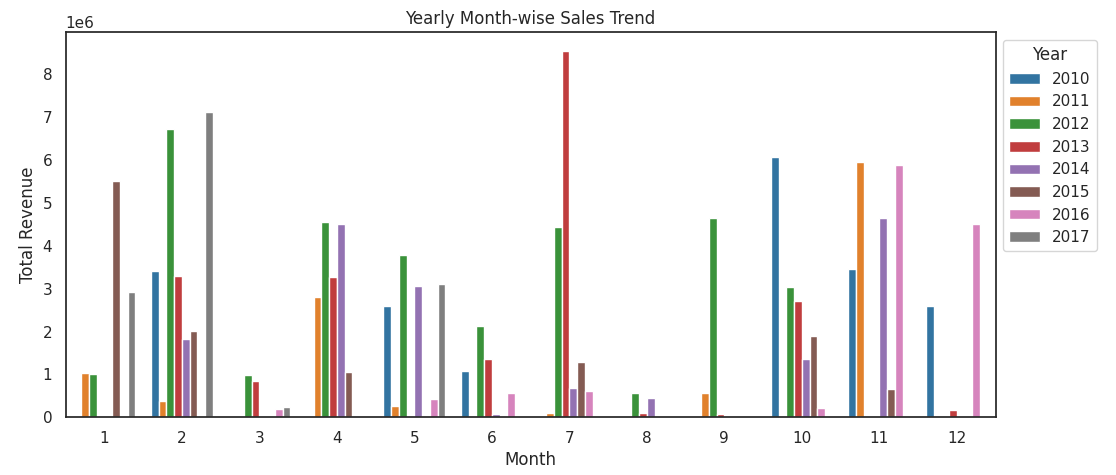 Yearly Month-wise Sales Trend
1e6
Total Revenue
8
7
6
5
4
3
2
1
0
1 2 3 4 5 6 7 8 9 10 11 12
Month
Year
2010
2011
2012
2013
2014
2015
2016
2017